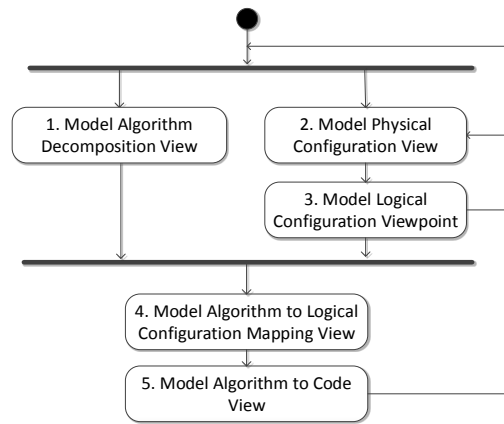 1. Model Algorithm
Decomposition View
2. Model Physical
Configuration View
3. Model Logical
Configuration Viewpoint
4. Model Algorithm to Logical
Configuration Mapping View
5. Model Algorithm to Code
View